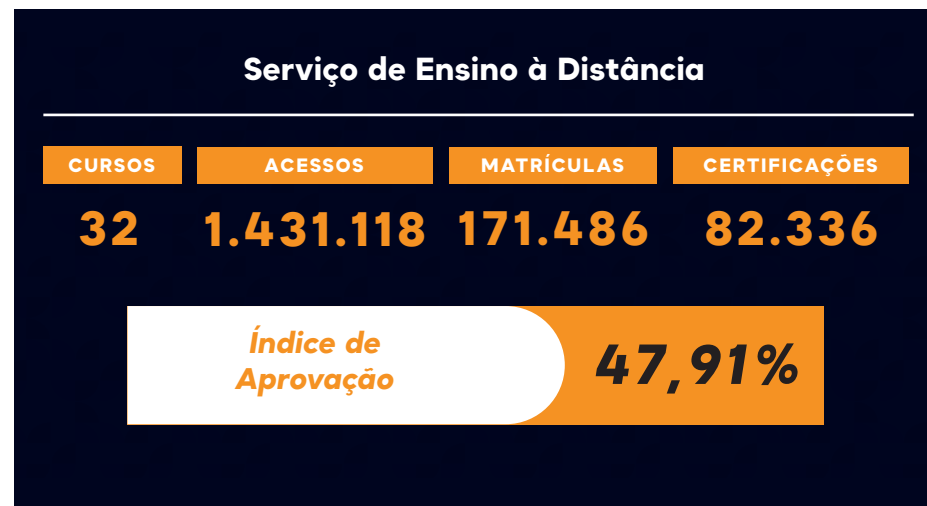 Serviço de Ensino à Distância
CURSOS ACESSOS MATRÍCULAS CERTIFICAÇÕES
32 1.431.118 171.486 82.336
Índice de
Aprovação
47,91%